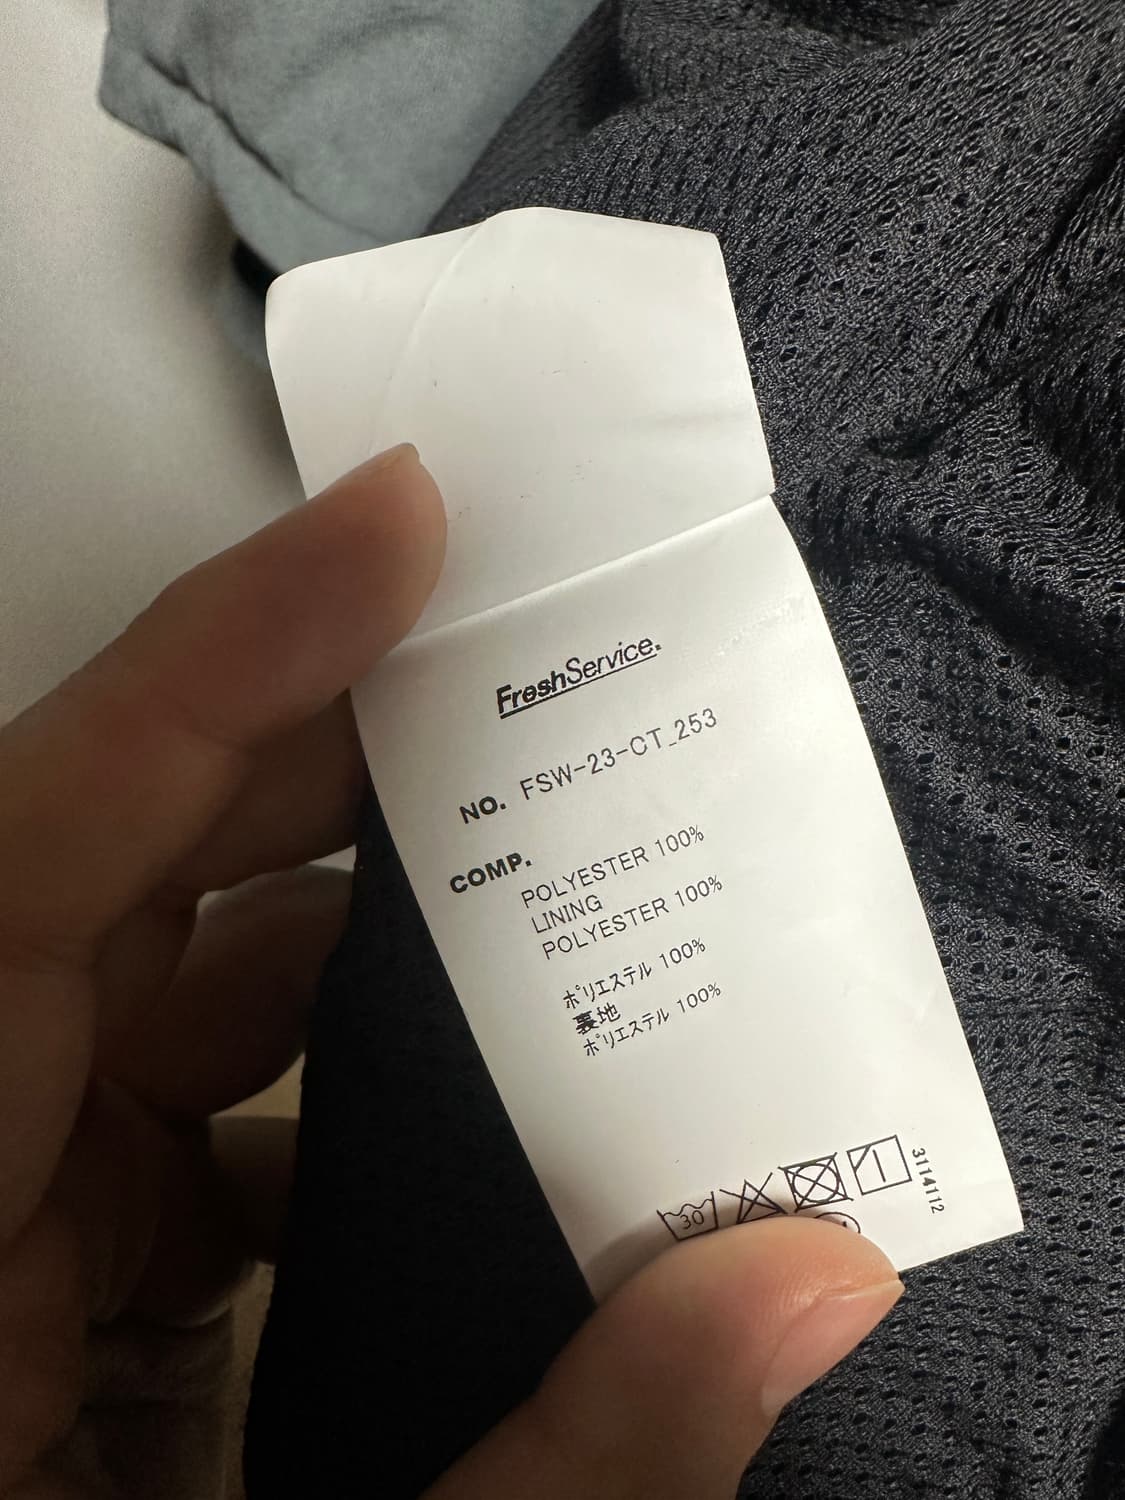 FreshService.
NO. FSW-23-CT_253
COMP.
POLYESTER 100%
LINING
POLYESTER 100%
ﾎﾟﾘｴｽﾃﾙ 100%
裏地
ﾎﾟﾘｴｽﾃﾙ 100%
30
3114112